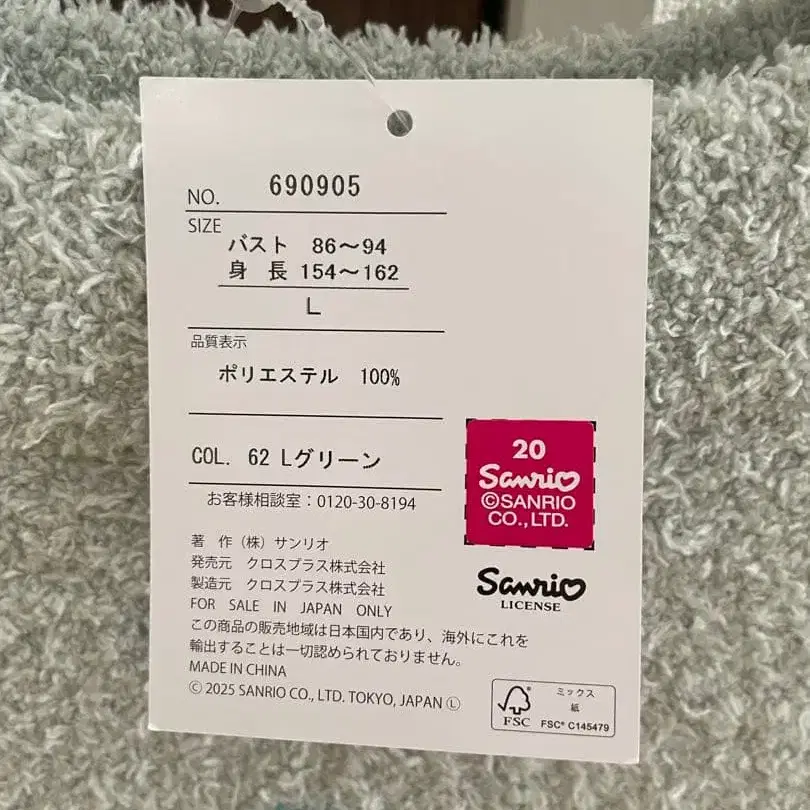 NO. 690905
SIZE
バスト 86〜94
身 長 154〜162
L
品質表示
ポリエステル 100%
COL. 62 Lグリーン
お客様相談室：0120-30-8194
20
Sanrio
©SANRIO
CO.,LTD.
著 作（株）サンリオ
発売元 クロスプラス株式会社
製造元 クロスプラス株式会社
FOR SALE IN JAPAN ONLY
この商品の販売地域は日本国内であり、海外にこれを
輸出することは一切認められておりません。
MADE IN CHINA
© 2025 SANRIO CO., LTD. TOKYO, JAPAN Ⓛ
Sanrio
LICENSE
FSC
ミックス
紙
FSC® C145479